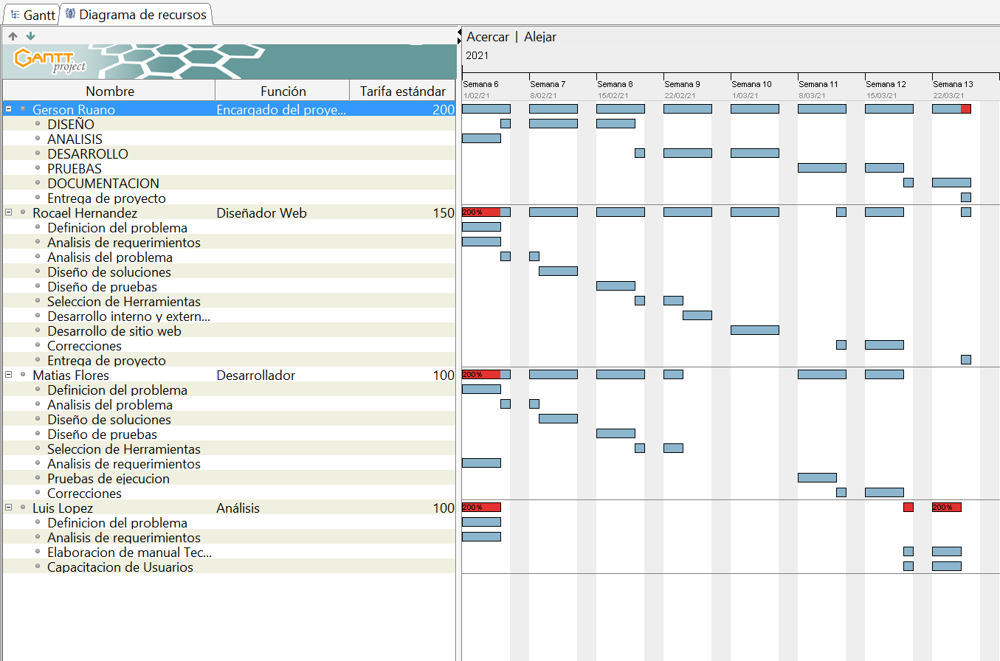 Gantt Diagrama de recursos
Acercar | Alejar
GANTT project
2021
Nombre Función Tarifa estándar
Semana 6 Semana 7 Semana 8 Semana 9 Semana 10 Semana 11 Semana 12 Semana 13
1/02/21 8/02/21 15/02/21 22/02/21 1/03/21 8/03/21 15/03/21 22/03/21
Gerson Ruano Encargado del proye... 200
DISEÑO
ANALISIS
DESARROLLO
PRUEBAS
DOCUMENTACION
Entrega de proyecto
Rocael Hernandez Diseñador Web 150 200%
Definicion del problema
Analisis de requerimientos
Analisis del problema
Diseño de soluciones
Diseño de pruebas
Seleccion de Herramientas
Desarrollo interno y extern...
Desarrollo de sitio web
Correcciones
Entrega de proyecto
Matias Flores Desarrollador 100 200%
Definicion del problema
Analisis del problema
Diseño de soluciones
Diseño de pruebas
Seleccion de Herramientas
Analisis de requerimientos
Pruebas de ejecucion
Correcciones
Luis Lopez Análisis 100 200% 200%
Definicion del problema
Analisis de requerimientos
Elaboracion de manual Tec...
Capacitacion de Usuarios